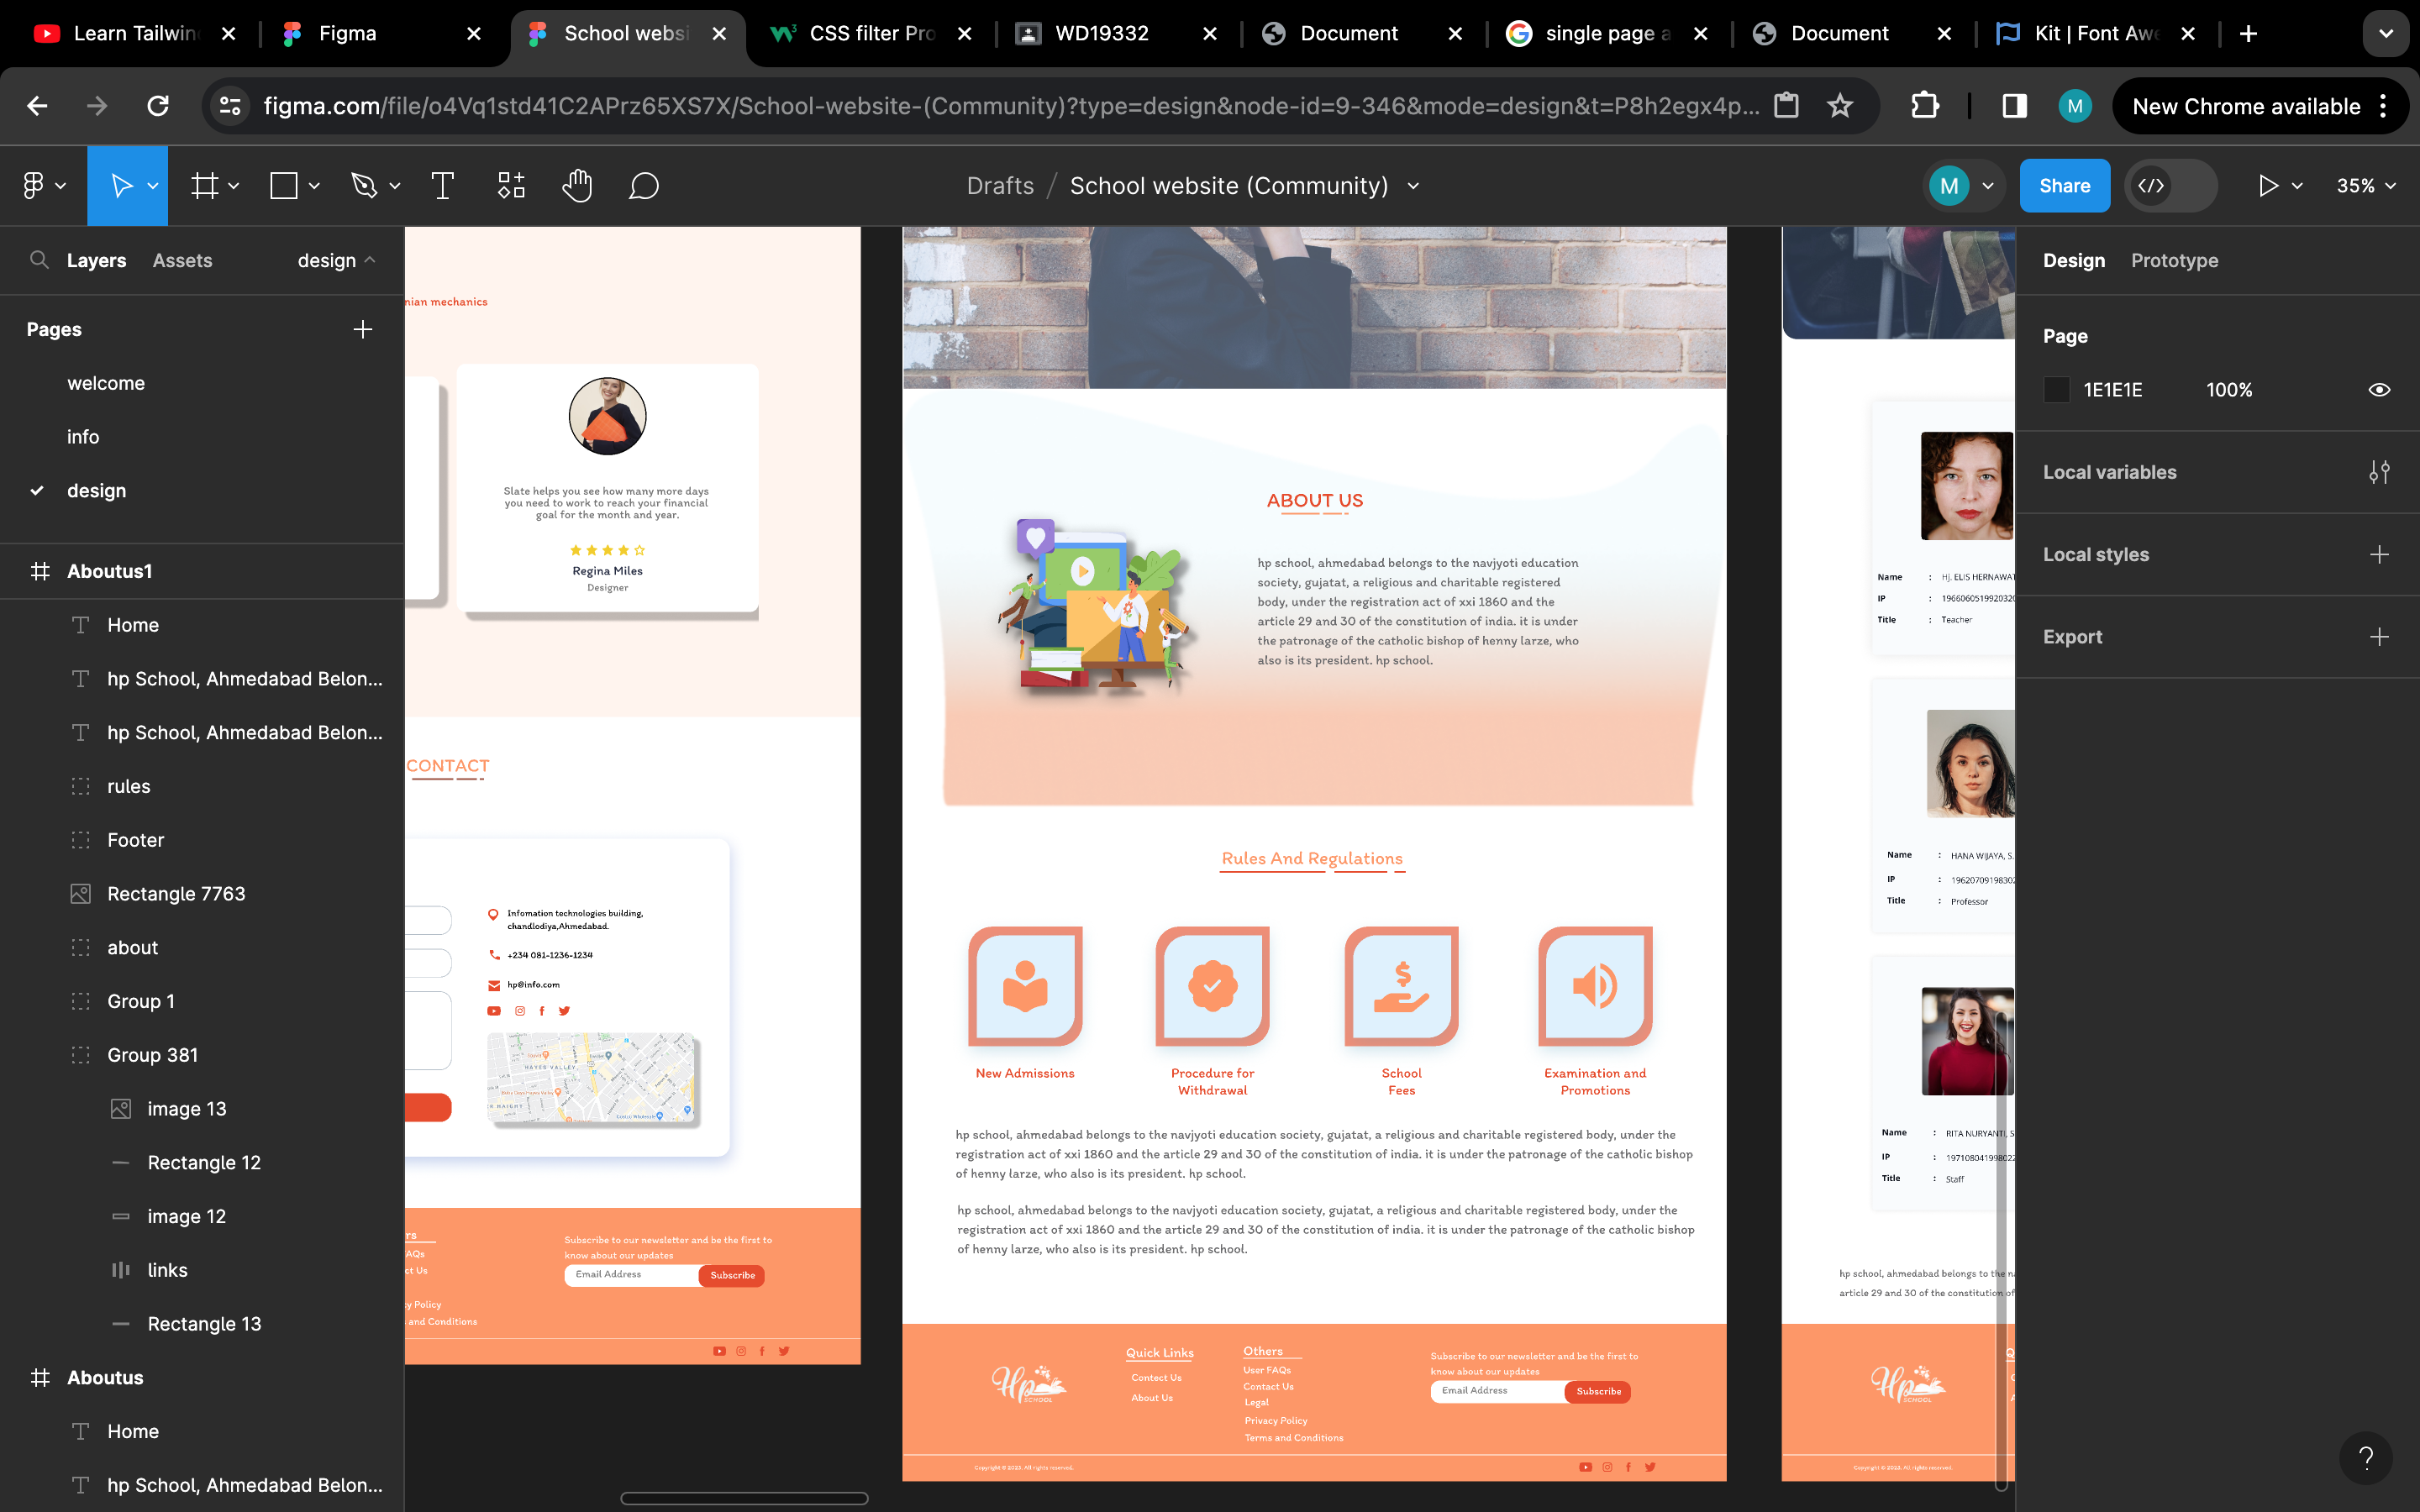 Learn Tailwin
Figma
School websi
CSS filter Pro
WD19332
Document
single page a
Document
Kit | Font Awe
figma.com/file/o4Vq1std41C2APrz65XS7X/School-website-(Community)?type=design&node-id=9-346&mode=design&t=P8h2egx4p...
M
New Chrome available
Drafts / School website (Community)
M
Share
35%
Layers
Assets
design
Pages
welcome
info
design
Aboutus1
Home
hp School, Ahmedabad Belon...
hp School, Ahmedabad Belon...
rules
Footer
Rectangle 7763
about
Group 1
Group 381
image 13
Rectangle 12
image 12
links
Rectangle 13
Aboutus
Home
hp School, Ahmedabad Belon...
nian mechanics
Slate helps you see how many more days
you need to work to reach your financial
goal for the month and year.
Regina Miles
Designer
CONTACT
Infomation technologies building,
chandlodiya,Ahmedabad.
+234 081-1236-1234
hp@info.com
HAYES VALLEY
rs
AQs
ct Us
y Policy
and Conditions
Subscribe to our newsletter and be the first to
know about our updates
Email Address
Subscribe
ABOUT US
hp school, ahmedabad belongs to the navjyoti education
society, gujatat, a religious and charitable registered
body, under the registration act of xxi 1860 and the
article 29 and 30 of the constitution of india. it is under
the patronage of the catholic bishop of henny larze, who
also is its president. hp school.
Rules And Regulations
New Admissions
Procedure for
Withdrawal
School
Fees
Examination and
Promotions
hp school, ahmedabad belongs to the navjyoti education society, gujatat, a religious and charitable registered body, under the
registration act of xxi 1860 and the article 29 and 30 of the constitution of india. it is under the patronage of the catholic bishop
of henny larze, who also is its president. hp school.
hp school, ahmedabad belongs to the navjyoti education society, gujatat, a religious and charitable registered body, under the
registration act of xxi 1860 and the article 29 and 30 of the constitution of india. it is under the patronage of the catholic bishop
of henny larze, who also is its president. hp school.
Hp
SCHOOL
Quick Links
Contect Us
About Us
Others
User FAQs
Contact Us
Legal
Privacy Policy
Terms and Conditions
Subscribe to our newsletter and be the first to
know about our updates
Email Address
Subscribe
Copyright © 2023. All rights reserved.
Name : Hj. ELIS HERNAWAT
IP : 1966060519920320
Title : Teacher
Name : HANA WIJAYA, S.
IP : 19620709198302
Title : Professor
Name : RITA NURYANTI, S
IP : 19710804199802
Title : Staff
hp school, ahmedabad belongs to the n
article 29 and 30 of the constitution of
Hp
SCHOOL
Q
Copyright © 2023. All rights reserved.
Design
Prototype
Page
1E1E1E
100%
Local variables
Local styles
Export
?